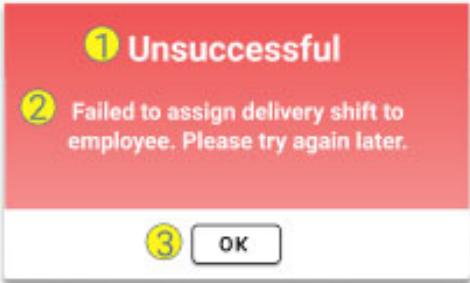 1 Unsuccessful
2 Failed to assign delivery shift to
employee. Please try again later.
3 OK